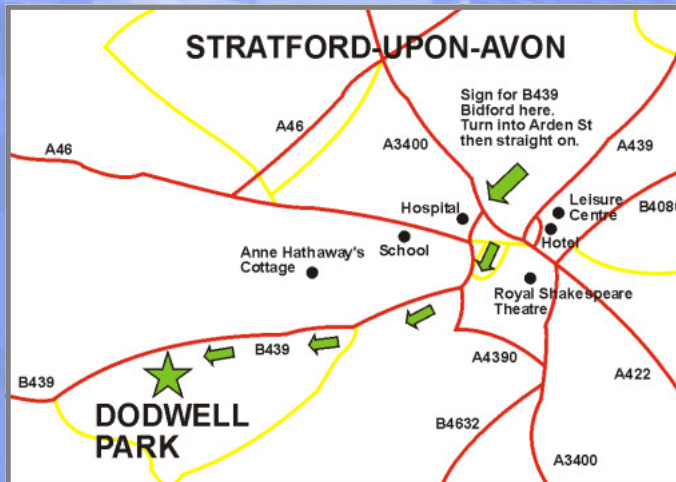 STRATFORD-UPON-AVON
Sign for B439
Bidford here.
Turn into Arden St
then straight on.
A46
A46
A3400
A439
Hospital
Leisure
Centre
B4086
School
Hotel
Anne Hathaway's
Cottage
Royal Shakespeare
Theatre
B439
A4390
B439
A422
DODWELL
PARK
B4632
A3400